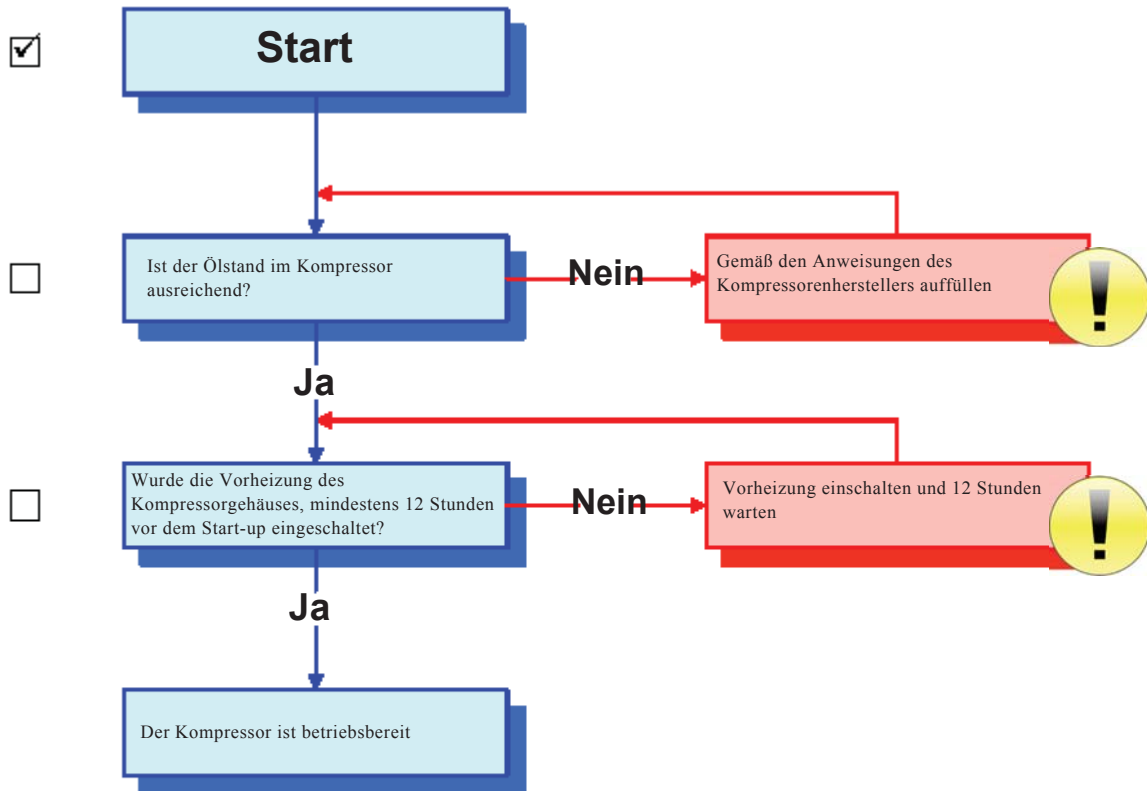 Start
Ist der Ölstand im Kompressor
ausreichend?
Nein
Gemäß den Anweisungen des
Kompressorenherstellers auffüllen
Ja
Wurde die Vorheizung des
Kompressorgehäuses, mindestens 12 Stunden
vor dem Start-up eingeschaltet?
Nein
Vorheizung einschalten und 12 Stunden
warten
Ja
Der Kompressor ist betriebsbereit